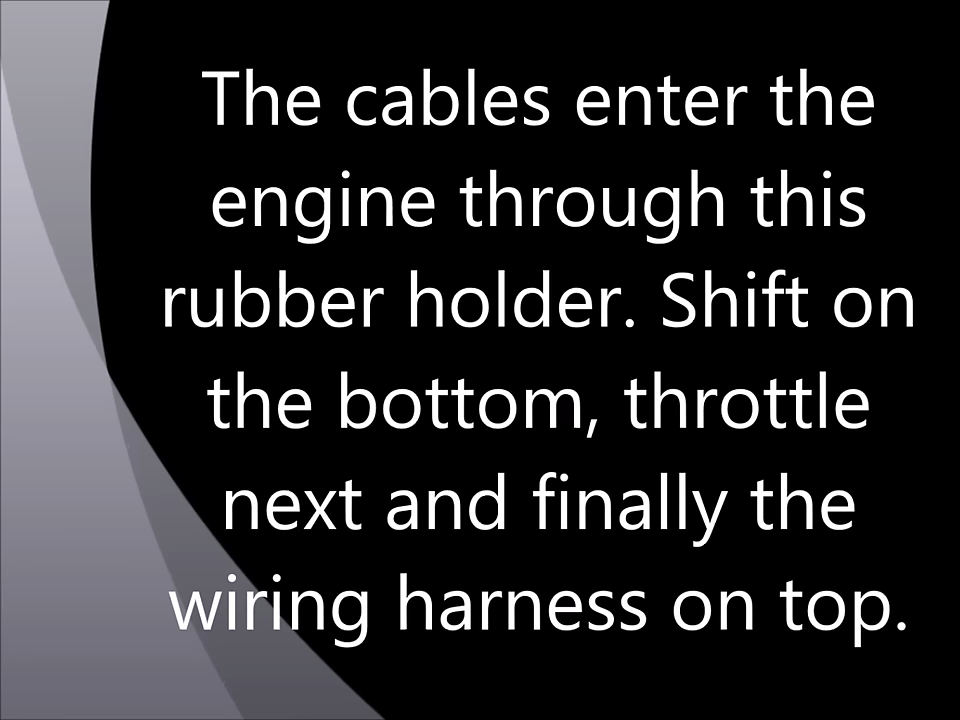 The cables enter the
engine through this
rubber holder. Shift on
the bottom, throttle
next and finally the
wiring harness on top.